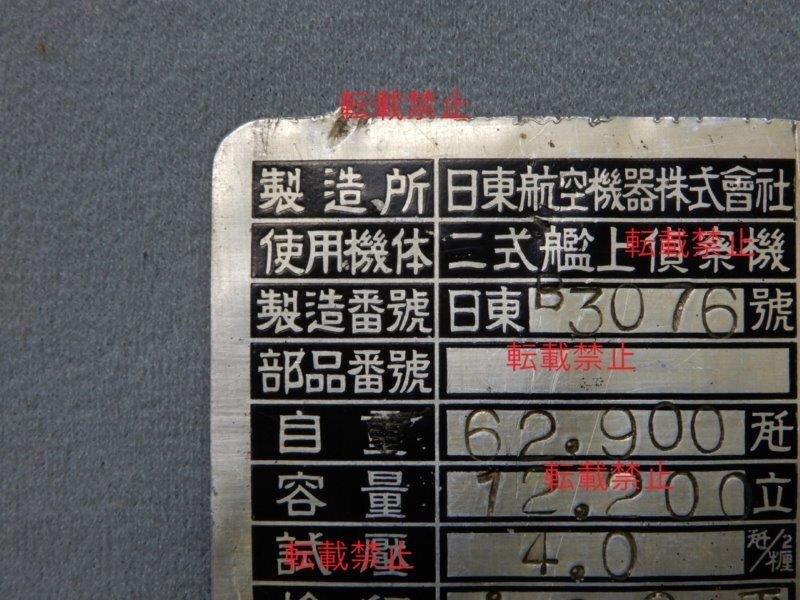 転載禁止
製造所 日東航空機器株式會社
使用機体 二式艦上偵察機
転載禁止
製造番號 日東 B3076 號
転載禁止
部品番號
自重 62.900 瓩
転載禁止
容量 12.200 立
転載禁止
試壓 4.0 瓩/糎2